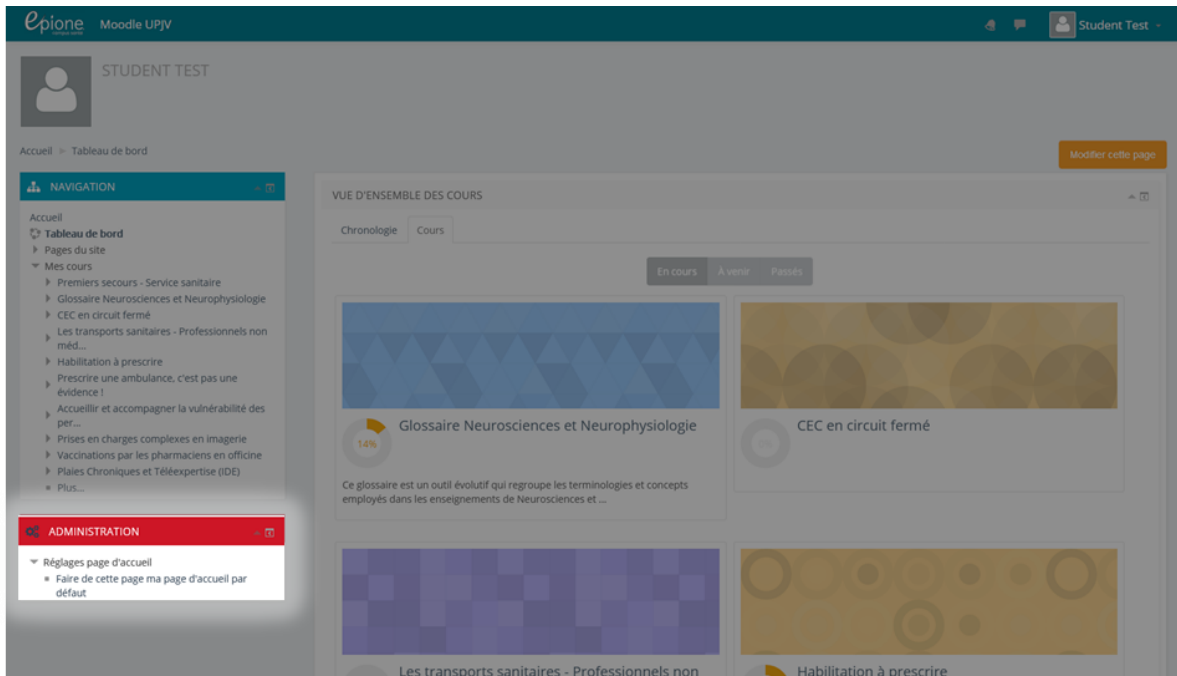 epione
campus santé
Moodle UPJV
Student Test
STUDENT TEST
Accueil
Tableau de bord
Modifier cette page
NAVIGATION
Accueil
Tableau de bord
Pages du site
Mes cours
Premiers secours - Service sanitaire
Glossaire Neurosciences et Neurophysiologie
CEC en circuit fermé
Les transports sanitaires - Professionnels non
méd...
Habilitation à prescrire
Prescrire une ambulance, c'est pas une
évidence !
Accueillir et accompagner la vulnérabilité des
per...
Prises en charges complexes en imagerie
Vaccinations par les pharmaciens en officine
Plaies Chroniques et Téléexpertise (IDE)
Plus...
ADMINISTRATION
Réglages page d'accueil
Faire de cette page ma page d'accueil par
défaut
VUE D'ENSEMBLE DES COURS
Chronologie
Cours
En cours
À venir
Passés
14%
Glossaire Neurosciences et Neurophysiologie
Ce glossaire est un outil évolutif qui regroupe les terminologies et concepts
employés dans les enseignements de Neurosciences et ...
0%
CEC en circuit fermé
Les transports sanitaires - Professionnels non
Habilitation à prescrire